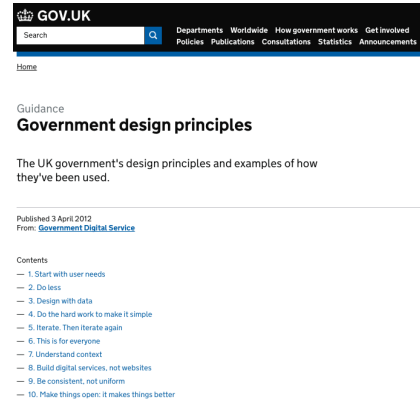 GOV.UK
Search
Departments Worldwide How government works Get involved
Policies Publications Consultations Statistics Announcements
Home
Guidance
Government design principles
The UK government's design principles and examples of how
they've been used.
Published 3 April 2012
From: Government Digital Service
Contents
— 1. Start with user needs
— 2. Do less
— 3. Design with data
— 4. Do the hard work to make it simple
— 5. Iterate. Then iterate again
— 6. This is for everyone
— 7. Understand context
— 8. Build digital services, not websites
— 9. Be consistent, not uniform
— 10. Make things open: it makes things better